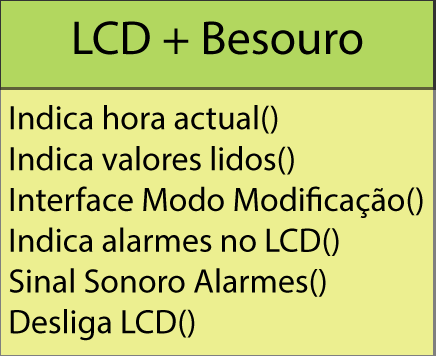 LCD + Besouro
Indica hora actual()
Indica valores lidos()
Interface Modo Modificação()
Indica alarmes no LCD()
Sinal Sonoro Alarmes()
Desliga LCD()